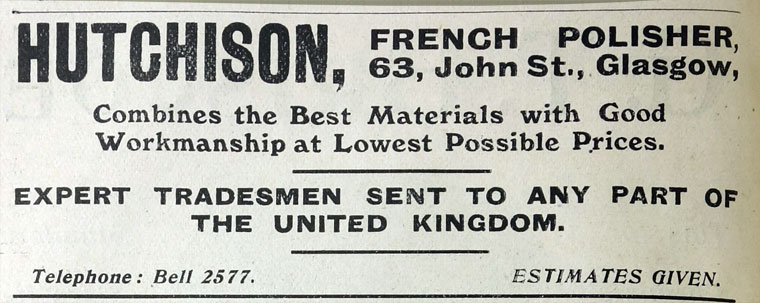 HUTCHISON, FRENCH POLISHER,
63, John St., Glasgow,
Combines the Best Materials with Good
Workmanship at Lowest Possible Prices.
EXPERT TRADESMEN SENT TO ANY PART OF
THE UNITED KINGDOM.
Telephone: Bell 2577. ESTIMATES GIVEN.